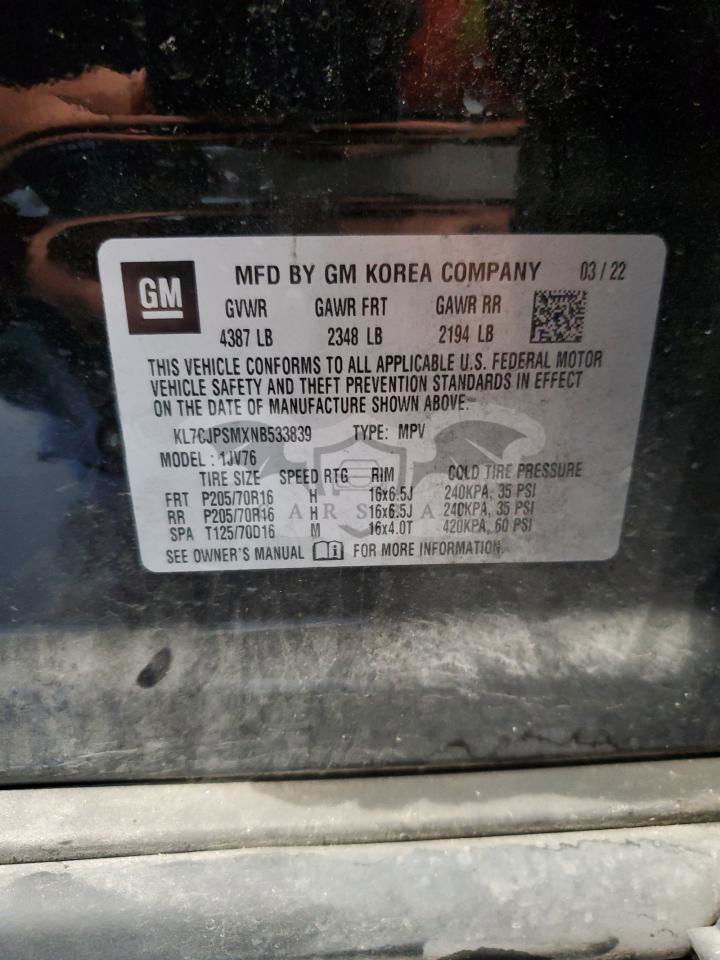 GM MFD BY GM KOREA COMPANY 03 / 22
GVWR GAWR FRT GAWR RR
4387 LB 2348 LB 2194 LB
THIS VEHICLE CONFORMS TO ALL APPLICABLE U.S. FEDERAL MOTOR
VEHICLE SAFETY AND THEFT PREVENTION STANDARDS IN EFFECT
ON THE DATE OF MANUFACTURE SHOWN ABOVE.
KL7CJPSMXNB533839 TYPE: MPV
MODEL : 1JV76
TIRE SIZE SPEED RTG RIM COLD TIRE PRESSURE
FRT P205/70R16 H 16x6.5J 240KPA, 35 PSI
RR P205/70R16 H 16x6.5J 240KPA, 35 PSI
SPA T125/70D16 M 16x4.0T 420KPA, 60 PSI
SEE OWNER'S MANUAL FOR MORE INFORMATION.